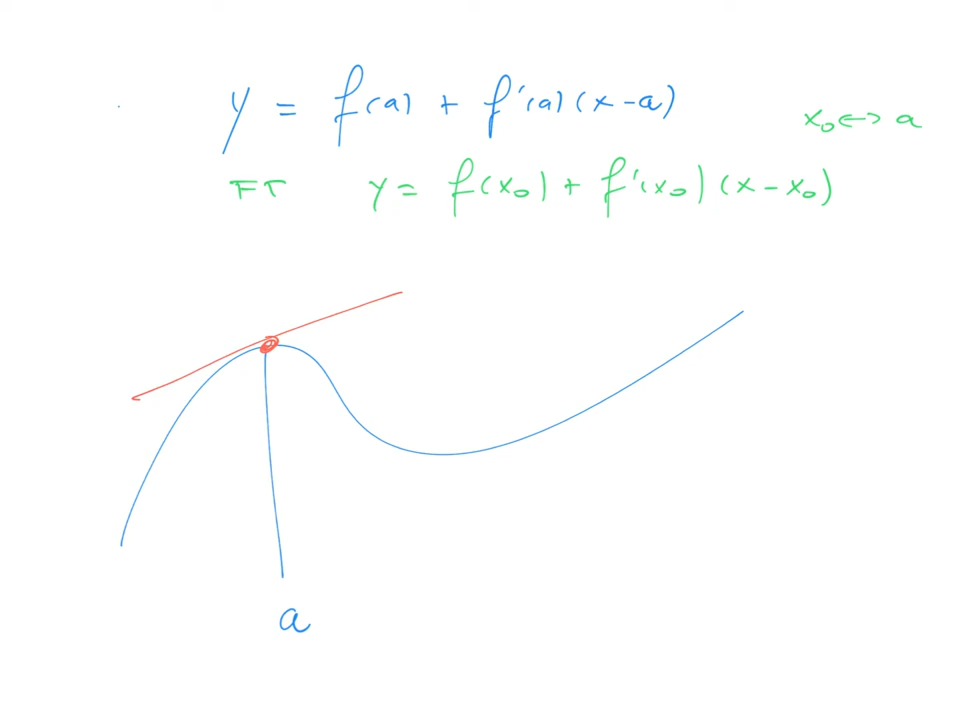 y = f(a) + f'(a)(x-a)
x₀ ↔ a
FT y = f(x₀) + f'(x₀)(x-x₀)
a